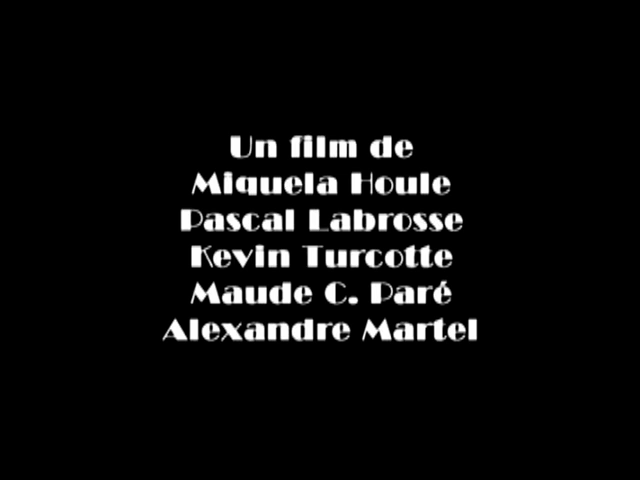 Un film de
Miquela Houle
Pascal Labrosse
Kevin Turcotte
Maude C. Paré
Alexandre Martel